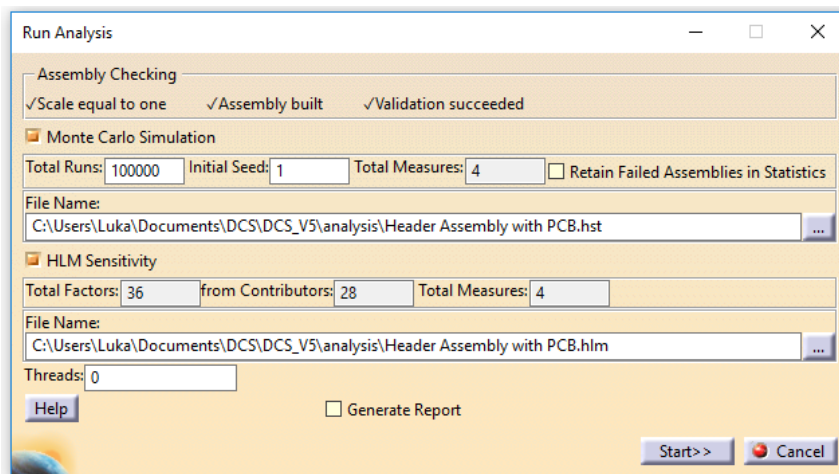 Run Analysis
Assembly Checking
✓Scale equal to one ✓Assembly built ✓Validation succeeded
Monte Carlo Simulation
Total Runs: 100000 Initial Seed: 1 Total Measures: 4 Retain Failed Assemblies in Statistics
File Name:
C:\Users\Luka\Documents\DCS\DCS_V5\analysis\Header Assembly with PCB.hst ...
HLM Sensitivity
Total Factors: 36 from Contributors: 28 Total Measures: 4
File Name:
C:\Users\Luka\Documents\DCS\DCS_V5\analysis\Header Assembly with PCB.hlm ...
Threads: 0
Help Generate Report
Start>> Cancel